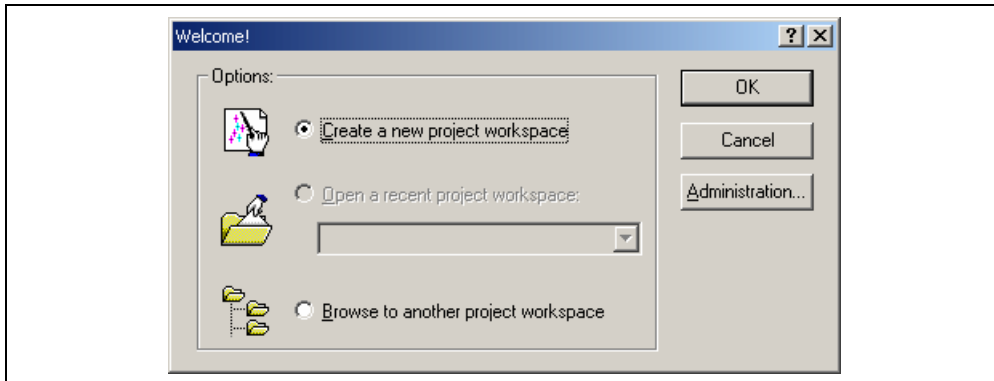 Welcome!
Options:
Create a new project workspace
Open a recent project workspace:
Browse to another project workspace
OK
Cancel
Administration...